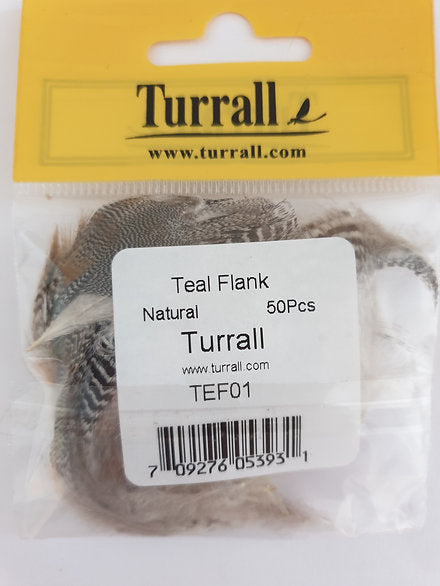 Turrall
www.turrall.com
Teal Flank
Natural 50Pcs
Turrall
www.turrall.com
TEF01
7 09276 05393 1